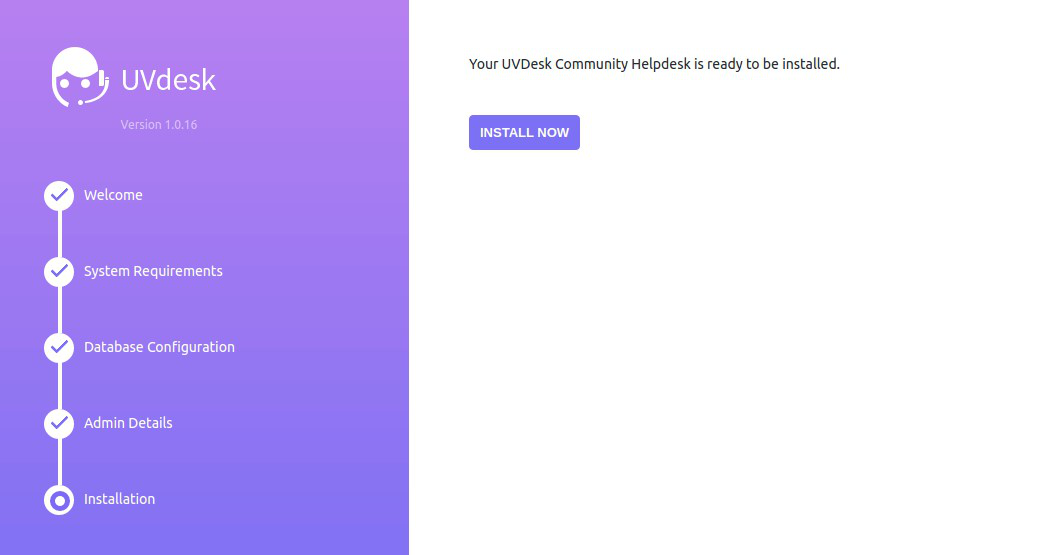 UVdesk
Version 1.0.16
Welcome
System Requirements
Database Configuration
Admin Details
Installation
Your UVDesk Community Helpdesk is ready to be installed.
INSTALL NOW